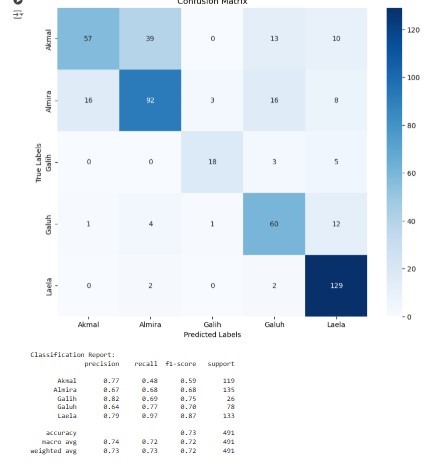 [4]
Confusion Matrix
Akmal 57 39 0 13 10
Almira 16 92 3 16 8
Galih 0 0 18 3 5
Galuh 1 4 1 60 12
Laela 0 2 0 2 129
True Labels
Akmal Almira Galih Galuh Laela
Predicted Labels
120
100
80
60
40
20
0
Classification Report:
precision recall f1-score support
Akmal 0.77 0.48 0.59 119
Almira 0.67 0.68 0.68 135
Galih 0.82 0.69 0.75 26
Galuh 0.64 0.77 0.70 78
Laela 0.79 0.97 0.87 133
accuracy 0.73 491
macro avg 0.74 0.72 0.72 491
weighted avg 0.73 0.73 0.72 491